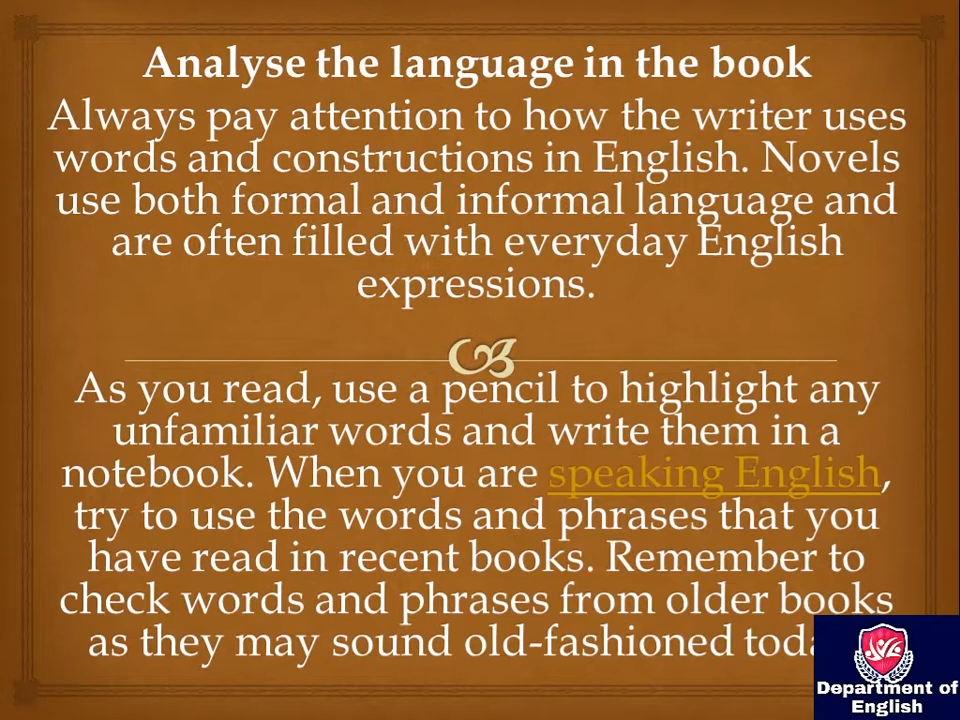 Analyse the language in the book
Always pay attention to how the writer uses
words and constructions in English. Novels
use both formal and informal language and
are often filled with everyday English
expressions.
As you read, use a pencil to highlight any
unfamiliar words and write them in a
notebook. When you are speaking English,
try to use the words and phrases that you
have read in recent books. Remember to
check words and phrases from older books
as they may sound old-fashioned
Department of
English